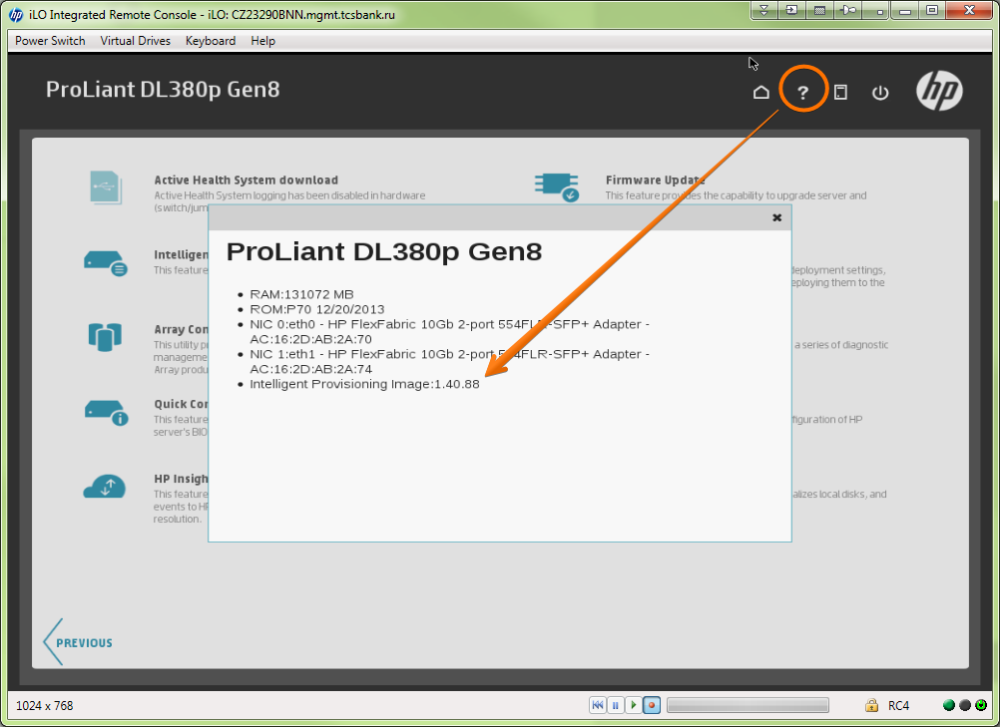 iLO Integrated Remote Console - iLO: CZ23290BNN.mgmt.tcsbank.ru
Power Switch Virtual Drives Keyboard Help
ProLiant DL380p Gen8
?
hp
Active Health System download
Active Health System logging has been disabled in hardware
(switch/jum
Firmware Update
This feature provides the capability to upgrade server and
Intelligen
This feature
deployment settings,
eploying them to the
Array Con
This utility p
managemen
Array produ
a series of diagnostic
Quick Con
This feature
server's BIO
figuration of HP
HP Insigh
This feature
events to HP
resolution.
alizes local disks, and
ProLiant DL380p Gen8
• RAM:131072 MB
• ROM:P70 12/20/2013
• NIC 0:eth0 - HP FlexFabric 10Gb 2-port 554FLR-SFP+ Adapter -
AC:16:2D:AB:2A:70
• NIC 1:eth1 - HP FlexFabric 10Gb 2-port 554FLR-SFP+ Adapter -
AC:16:2D:AB:2A:74
• Intelligent Provisioning Image:1.40.88
PREVIOUS
1024 x 768
RC4